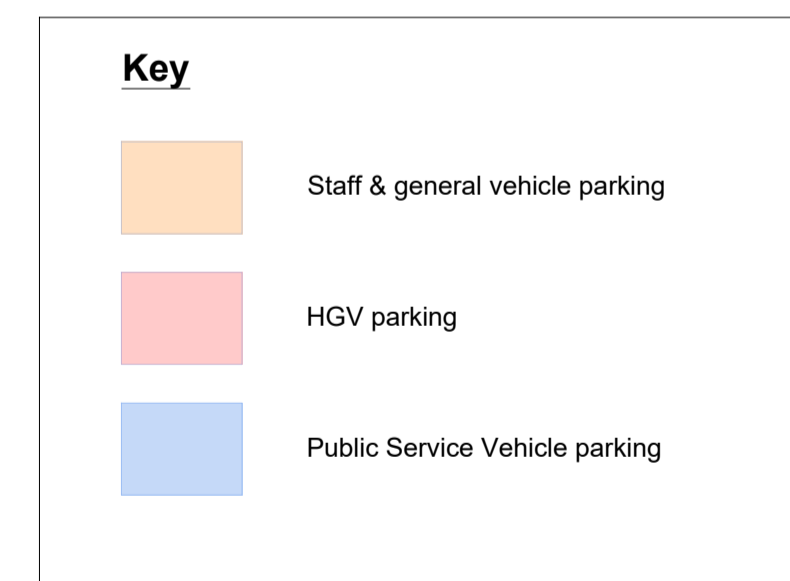 Key
Staff & general vehicle parking
HGV parking
Public Service Vehicle parking